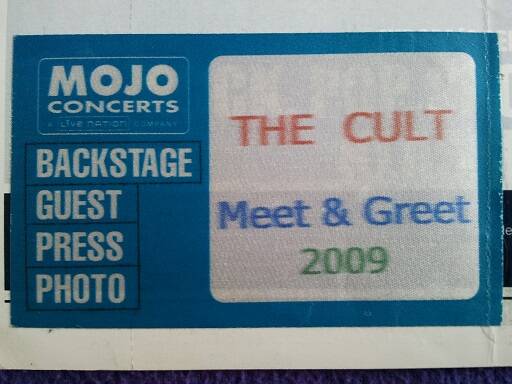 MOJO
CONCERTS
A LIVE NATION COMPANY
BACKSTAGE
GUEST
PRESS
PHOTO
THE CULT
Meet & Greet
2009